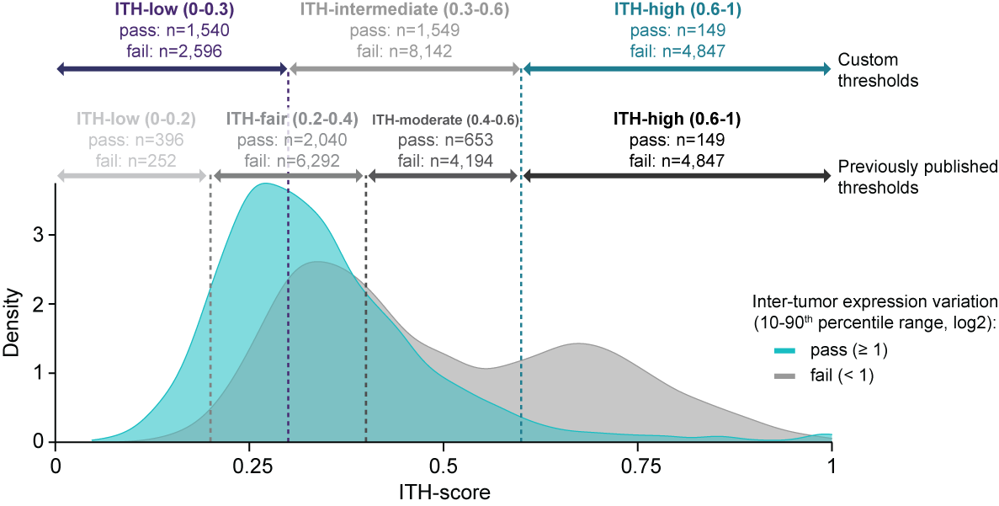 ITH-low (0-0.3)
pass: n=1,540
fail: n=2,596
ITH-intermediate (0.3-0.6)
pass: n=1,549
fail: n=8,142
ITH-high (0.6-1)
pass: n=149
fail: n=4,847
Custom
thresholds
ITH-low (0-0.2)
pass: n=396
fail: n=252
ITH-fair (0.2-0.4)
pass: n=2,040
fail: n=6,292
ITH-moderate (0.4-0.6)
pass: n=653
fail: n=4,194
ITH-high (0.6-1)
pass: n=149
fail: n=4,847
Previously published
thresholds
3
2
1
0
Density
0
0.25
0.5
0.75
1
ITH-score
Inter-tumor expression variation
(10-90th percentile range, log2):
pass (≥ 1)
fail (< 1)